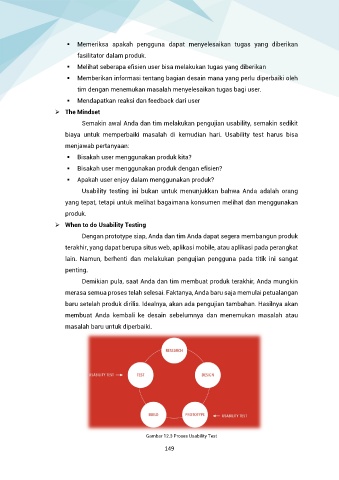 ▪ Memeriksa apakah pengguna dapat menyelesaikan tugas yang diberikan
fasilitator dalam produk.
▪ Melihat seberapa efisien user bisa melakukan tugas yang diberikan
▪ Memberikan informasi tentang bagian desain mana yang perlu diperbaiki oleh
tim dengan menemukan masalah menyelesaikan tugas bagi user.
▪ Mendapatkan reaksi dan feedback dari user
➢ The Mindset
Semakin awal Anda dan tim melakukan pengujian usability, semakin sedikit
biaya untuk memperbaiki masalah di kemudian hari. Usability test harus bisa
menjawab pertanyaan:
▪ Bisakah user menggunakan produk kita?
▪ Bisakah user menggunakan produk dengan efisien?
▪ Apakah user enjoy dalam menggunakan produk?
Usability testing ini bukan untuk menunjukkan bahwa Anda adalah orang
yang tepat, tetapi untuk melihat bagaimana konsumen melihat dan menggunakan
produk.
➢ When to do Usability Testing
Dengan prototype siap, Anda dan tim Anda dapat segera membangun produk
terakhir, yang dapat berupa situs web, aplikasi mobile, atau aplikasi pada perangkat
lain. Namun, berhenti dan melakukan pengujian pengguna pada titik ini sangat
penting.
Demikian pula, saat Anda dan tim membuat produk terakhir, Anda mungkin
merasa semua proses telah selesai. Faktanya, Anda baru saja memulai petualangan
baru setelah produk dirilis. Idealnya, akan ada pengujian tambahan. Hasilnya akan
membuat Anda kembali ke desain sebelumnya dan menemukan masalah atau
masalah baru untuk diperbaiki.
RESEARCH
USABILITY TEST
TEST
DESIGN
BUILD
PROTOTYPE
USABILITY TEST
Gambar 12.3 Proses Usability Test
149